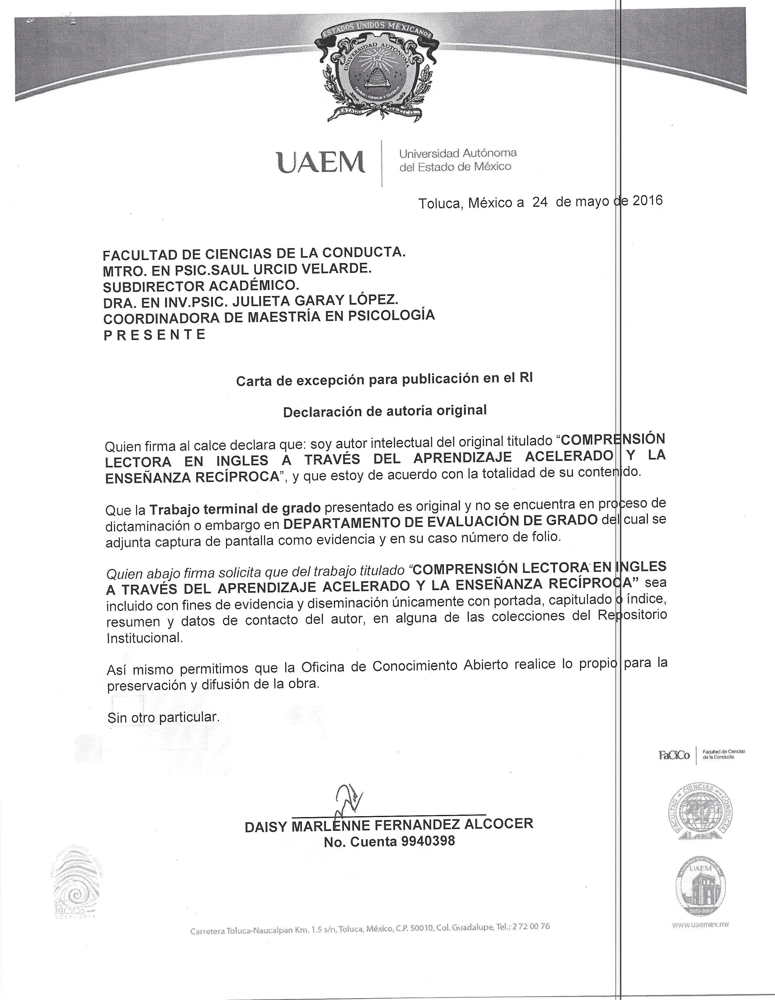 ESTADOS UNIDOS MEXICANOS
UNIVERSIDAD AUTONOMA
PATRIA - CIENCIA Y TRABAJO
UAEM
Universidad Autónoma
del Estado de México
Toluca, México a 24 de mayo de 2016
FACULTAD DE CIENCIAS DE LA CONDUCTA.
MTRO. EN PSIC.SAUL URCID VELARDE.
SUBDIRECTOR ACADÉMICO.
DRA. EN INV.PSIC. JULIETA GARAY LÓPEZ.
COORDINADORA DE MAESTRÍA EN PSICOLOGÍA
P R E S E N T E
Carta de excepción para publicación en el RI
Declaración de autoría original
Quien firma al calce declara que: soy autor intelectual del original titulado “COMPRENSIÓN
LECTORA EN INGLES A TRAVÉS DEL APRENDIZAJE ACELERADO Y LA
ENSEÑANZA RECÍPROCA”, y que estoy de acuerdo con la totalidad de su contenido.
Que la Trabajo terminal de grado presentado es original y no se encuentra en proceso de
dictaminación o embargo en DEPARTAMENTO DE EVALUACIÓN DE GRADO del cual se
adjunta captura de pantalla como evidencia y en su caso número de folio.
Quien abajo firma solicita que del trabajo titulado “COMPRENSIÓN LECTORA EN INGLES
A TRAVÉS DEL APRENDIZAJE ACELERADO Y LA ENSEÑANZA RECÍPROCA” sea
incluido con fines de evidencia y diseminación únicamente con portada, capitulado o índice,
resumen y datos de contacto del autor, en alguna de las colecciones del Repositorio
Institucional.
Así mismo permitimos que la Oficina de Conocimiento Abierto realice lo propio para la
preservación y difusión de la obra.
Sin otro particular.
FaCiCo
Facultad de Ciencias
de la Conducta
FACULTAD DE CIENCIAS DE LA CONDUCTA
DAISY MARLENNE FERNANDEZ ALCOCER
No. Cuenta 9940398
UAEM
FaCiCo
Carretera Toluca-Naucalpan Km. 1.5 s/n, Toluca, México, C.P. 50010, Col. Guadalupe, Tel.: 2 72 00 76
www.uaemex.mx